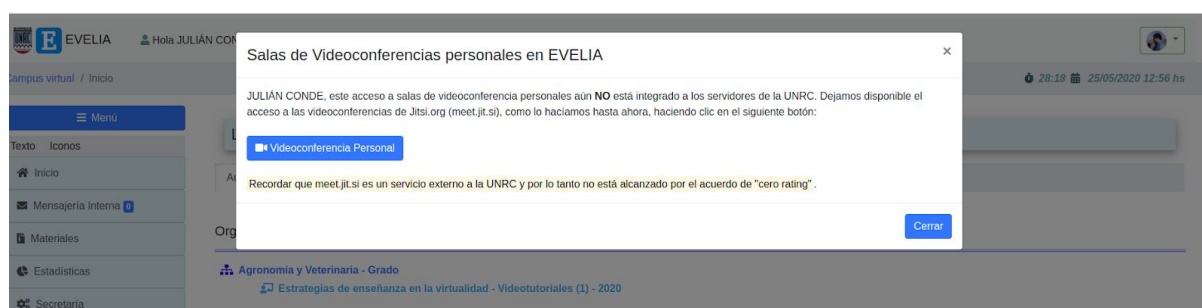 EVELIA
Hola JULIÁN CON
Campus virtual / Inicio
28:18 25/05/2020 12:56 hs
Menú
Texto Iconos
Inicio
Mensajería Interna 0
Materiales
Estadísticas
Secretaría
Salas de Videoconferencias personales en EVELIA
×
JULIÁN CONDE, este acceso a salas de videoconferencia personales aún NO está integrado a los servidores de la UNRC. Dejamos disponible el
acceso a las videoconferencias de Jitsi.org (meet.jit.si), como lo hacíamos hasta ahora, haciendo clic en el siguiente botón:
Videoconferencia Personal
Recordar que meet.jit.si es un servicio externo a la UNRC y por lo tanto no está alcanzado por el acuerdo de "cero rating" .
Cerrar
Org
Agronomía y Veterinaria - Grado
Estrategias de enseñanza en la virtualidad - Videotutoriales (1) - 2020